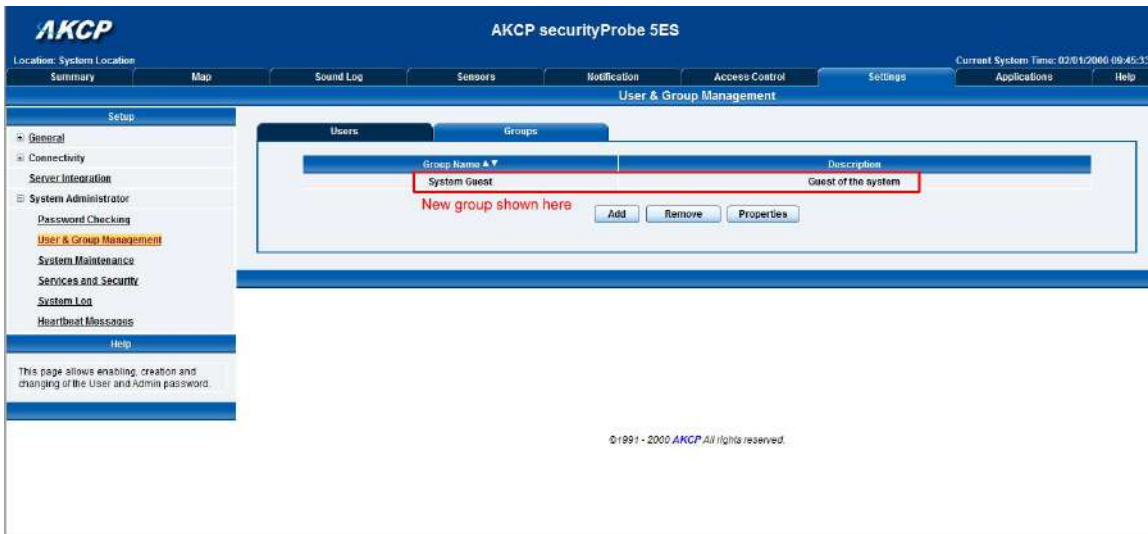 AKCP
AKCP securityProbe 5ES
Location: System Location
Current System Time: 02/01/2000 09:45:33
Summary Map Sound Log Sensors Notification Access Control Settings Applications Help
User & Group Management
Setup
General
Connectivity
Server Integration
System Administrator
Password Checking
User & Group Management
System Maintenance
Services and Security
System Log
Heartbeat Messages
Help
This page allows enabling, creation and
changing of the User and Admin password.
Users Groups
Group Name ▲▼ Description
System Guest Guest of the system
New group shown here
Add Remove Properties
©1991 - 2000 AKCP All rights reserved.